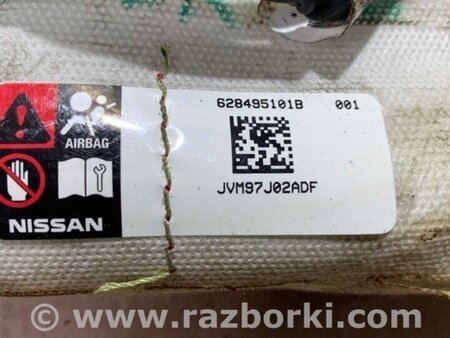 628495101B 001
AIRBAG
JVM97J02ADF
NISSAN
© www.razborki.com